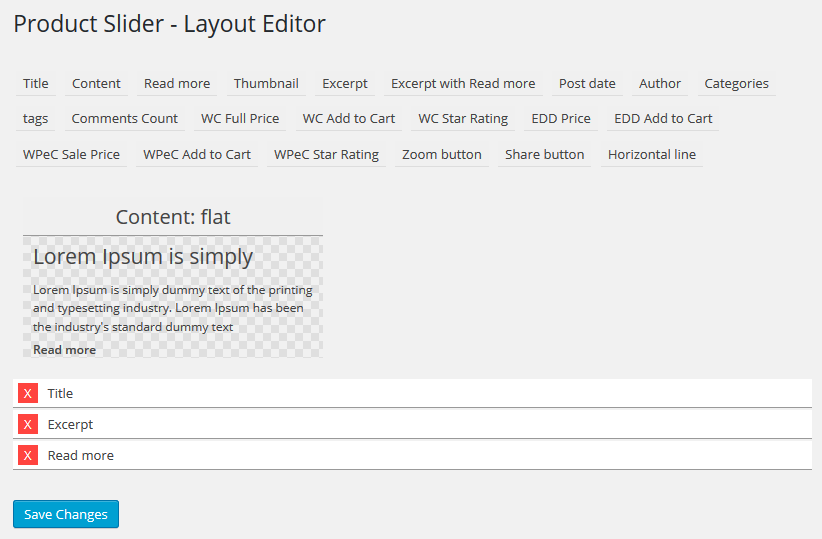 Product Slider - Layout Editor
Title Content Read more Thumbnail Excerpt Excerpt with Read more Post date Author Categories
tags Comments Count WC Full Price WC Add to Cart WC Star Rating EDD Price EDD Add to Cart
WPeC Sale Price WPeC Add to Cart WPeC Star Rating Zoom button Share button Horizontal line
Content: flat
Lorem Ipsum is simply
Lorem Ipsum is simply dummy text of the printing
and typesetting industry. Lorem Ipsum has been
the industry's standard dummy text
Read more
X Title
X Excerpt
X Read more
Save Changes